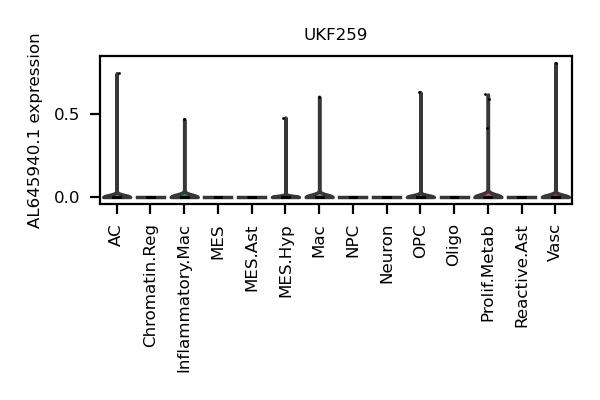 UKF259
AL645940.1 expression
0.5
0.0
AC
Chromatin.Reg
Inflammatory.Mac
MES
MES.Ast
MES.Hyp
Mac
NPC
Neuron
OPC
Oligo
Prolif.Metab
Reactive.Ast
Vasc